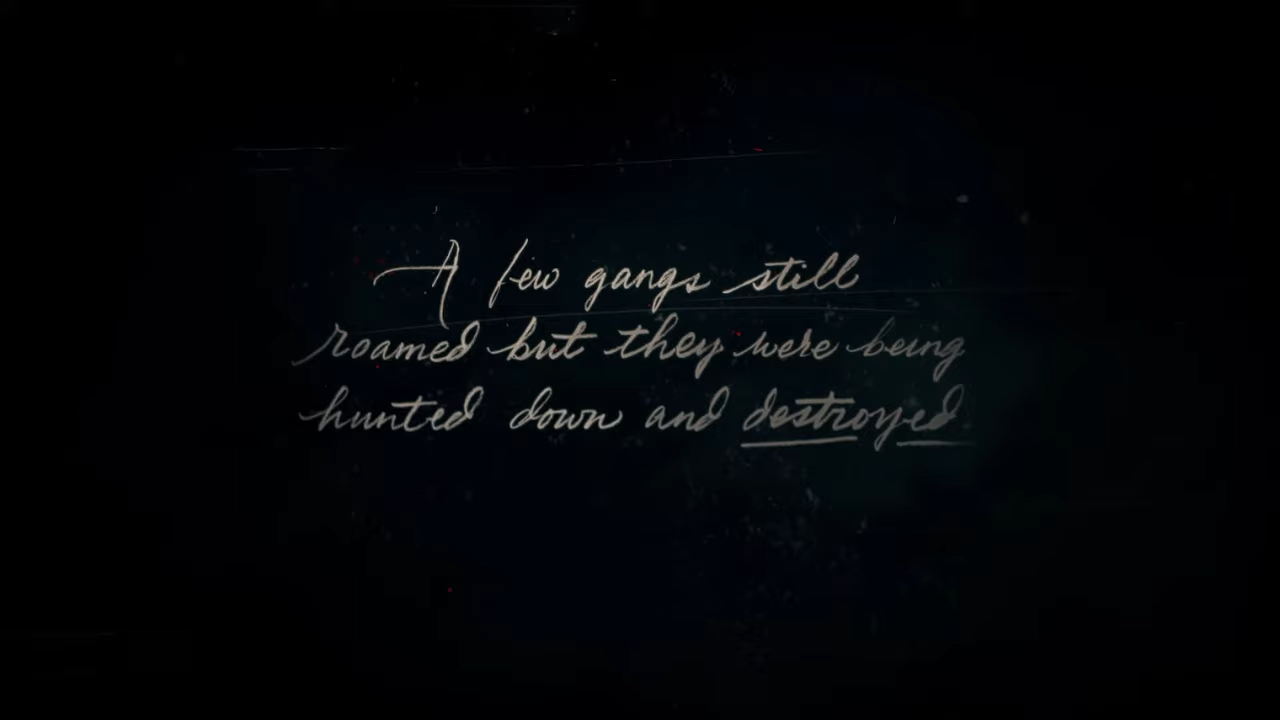 A few gangs still
roamed but they were being
hunted down and destroyed.